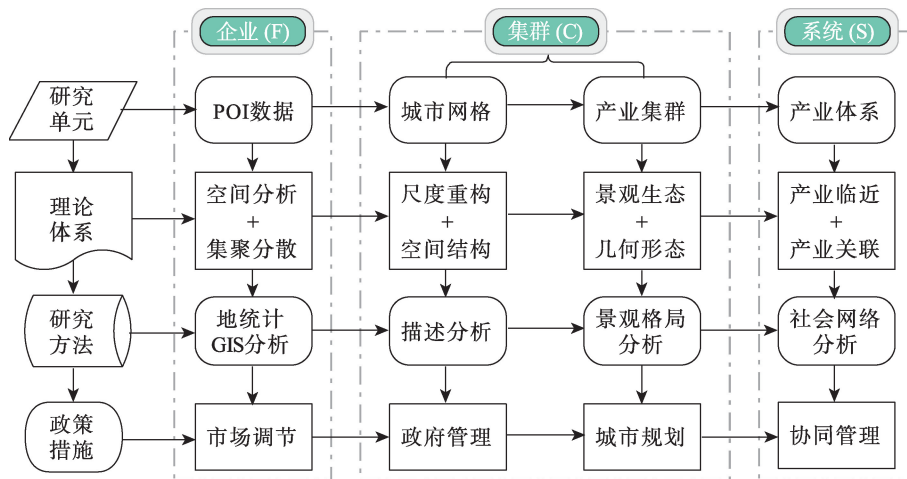 企业 (F)
集群 (C)
系统 (S)
研究
单元
POI数据
城市网格
产业集群
产业体系
理论
体系
空间分析
+
集聚分散
尺度重构
+
空间结构
景观生态
+
几何形态
产业临近
+
产业关联
研究
方法
地统计
GIS分析
描述分析
景观格局
分析
社会网络
分析
政策
措施
市场调节
政府管理
城市规划
协同管理